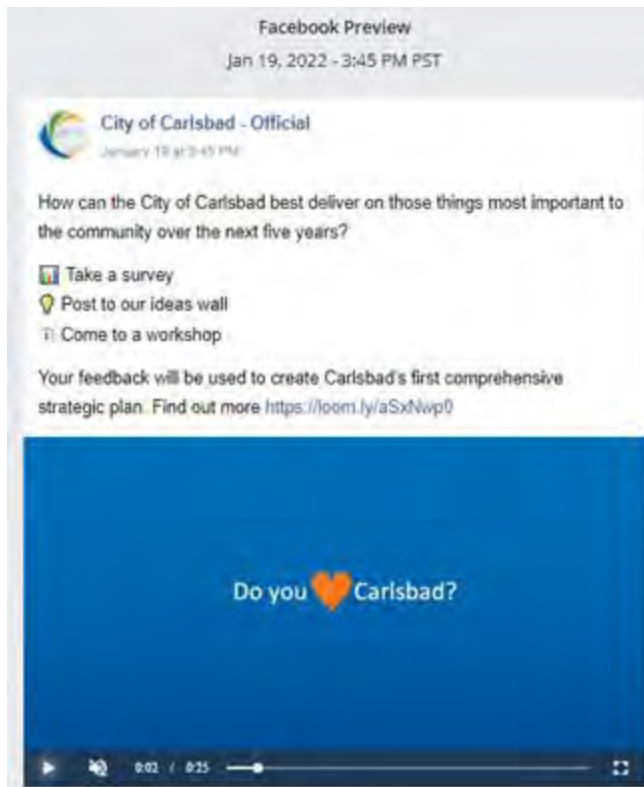 Facebook Preview
Jan 19, 2022 - 3:45 PM PST
City of Carlsbad - Official
January 19 at 3:45 PM
How can the City of Carlsbad best deliver on those things most important to
the community over the next five years?
📊 Take a survey
💡 Post to our ideas wall
Come to a workshop
Your feedback will be used to create Carlsbad's first comprehensive
strategic plan. Find out more https://loom.ly/aSxNwp0
Do you 🧡 Carlsbad?
0:02 / 0:25